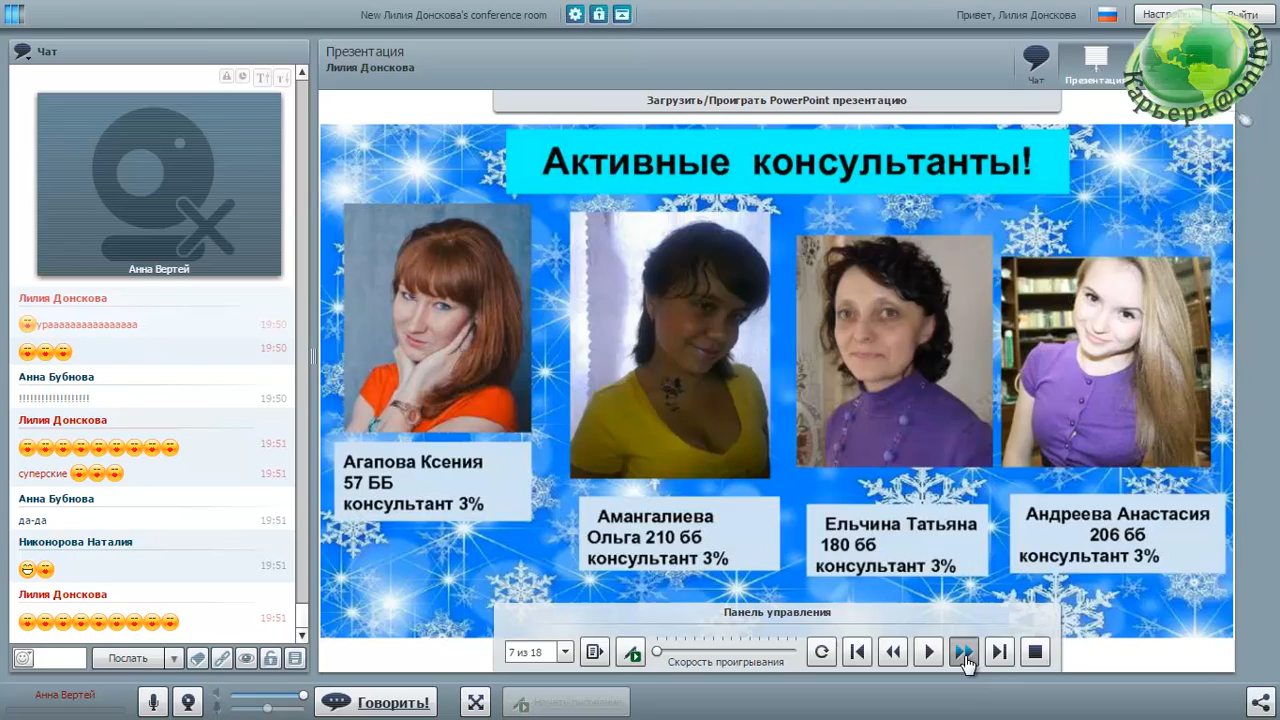 New Лилия Донскова's conference room
Привет, Лилия Донскова
Настройки
Выйти
Чат
Презентация
Лилия Донскова
Чат
Презентация
Карьера@online
Загрузить/Проиграть PowerPoint презентацию
Анна Вертей
Лилия Донскова
ураааааааааааааааа 19:50
19:50
Анна Бубнова
!!!!!!!!!!!!!!!!!!! 19:50
Лилия Донскова
19:51
суперские 19:51
Анна Бубнова
да-да 19:51
Никонорова Наталия
19:51
Лилия Донскова
19:51
Послать
Активные консультанты!
Агапова Ксения
57 ББ
консультант 3%
Амангалиева
Ольга 210 бб
консультант 3%
Ельчина Татьяна
180 бб
консультант 3%
Андреева Анастасия
206 бб
консультант 3%
Панель управления
7 из 18
Скорость проигрывания
Анна Вертей
Говорить!